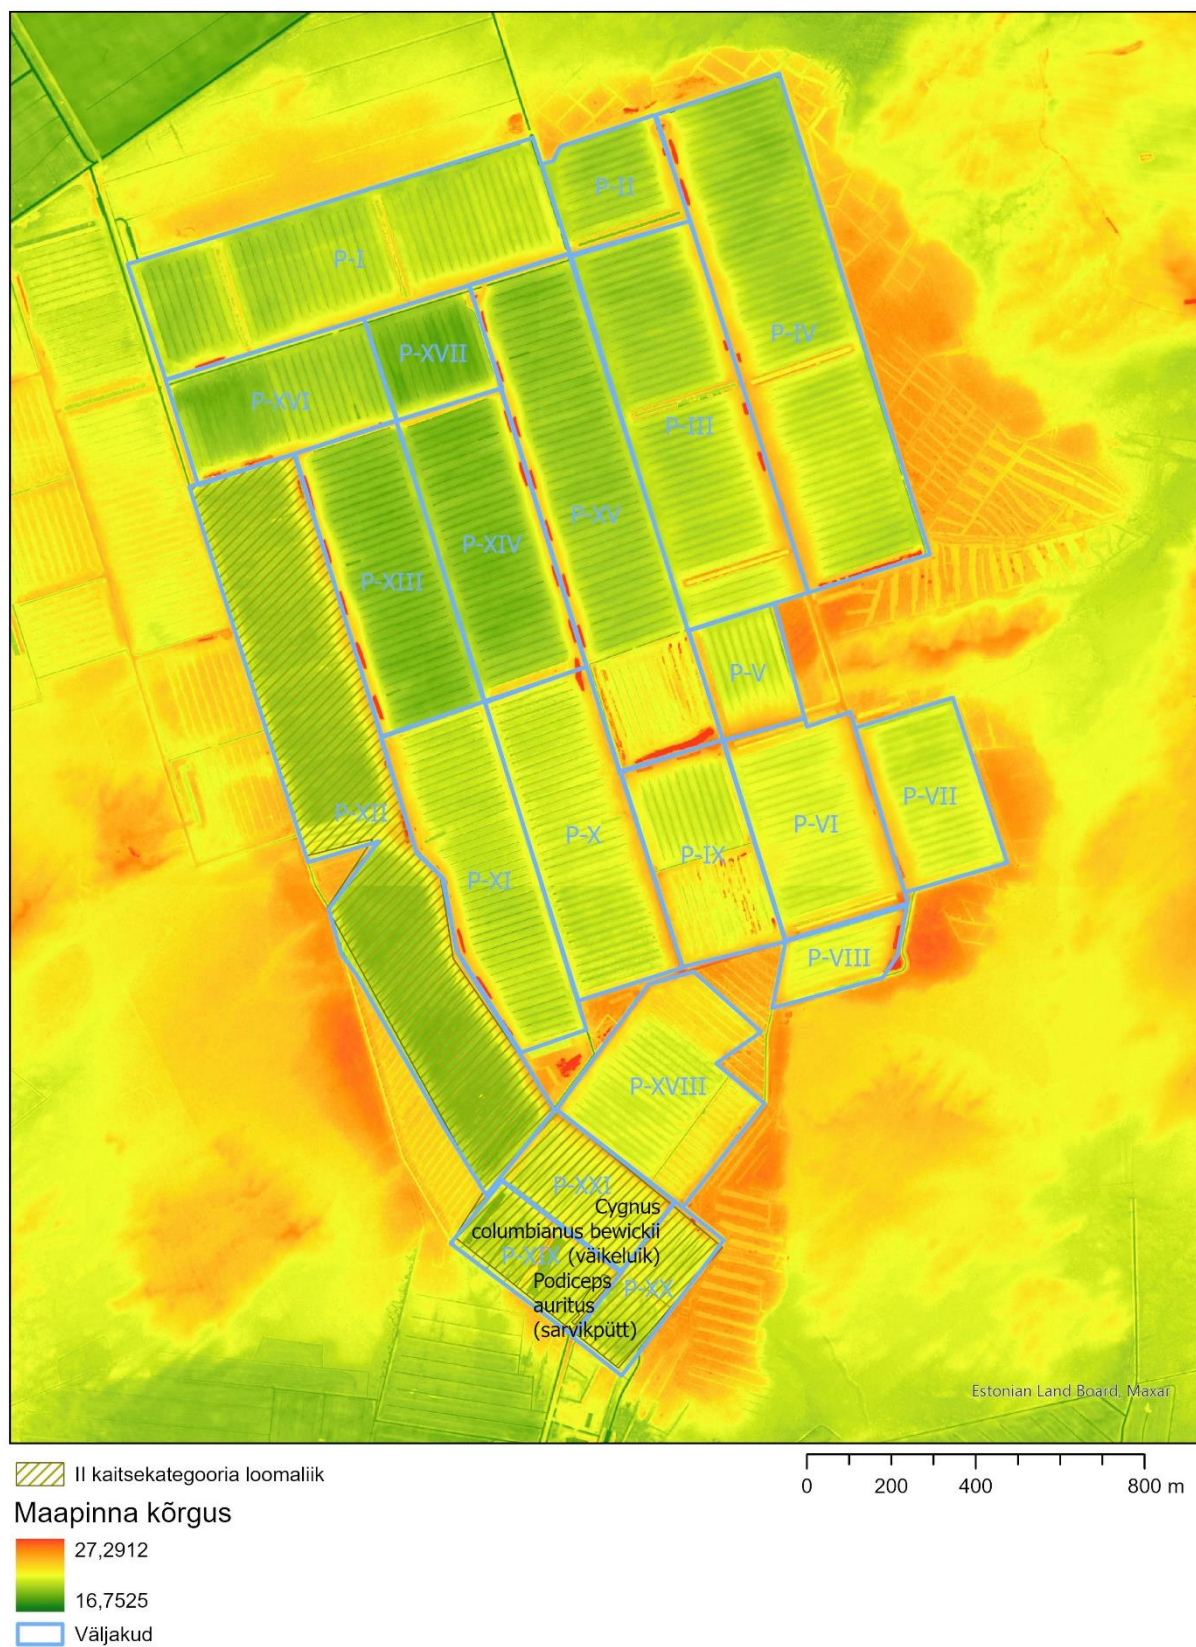 P-II
P-I
P-IV
P-XVII
P-XVI
P-III
P-XV
P-XIV
P-XIII
P-V
P-VII
P-XII
P-VI
P-X
P-IX
P-XI
P-VIII
P-XVIII
P-XXI
Cygnus
columbianus bewickii
P-XIX (väikeluik)
Podiceps
P-XX
auritus
(sarvikpütt)
Estonian Land Board, Maxar
II kaitsekategooria loomaliik
0 200 400 800 m
Maapinna kõrgus
27,2912
16,7525
Väljakud